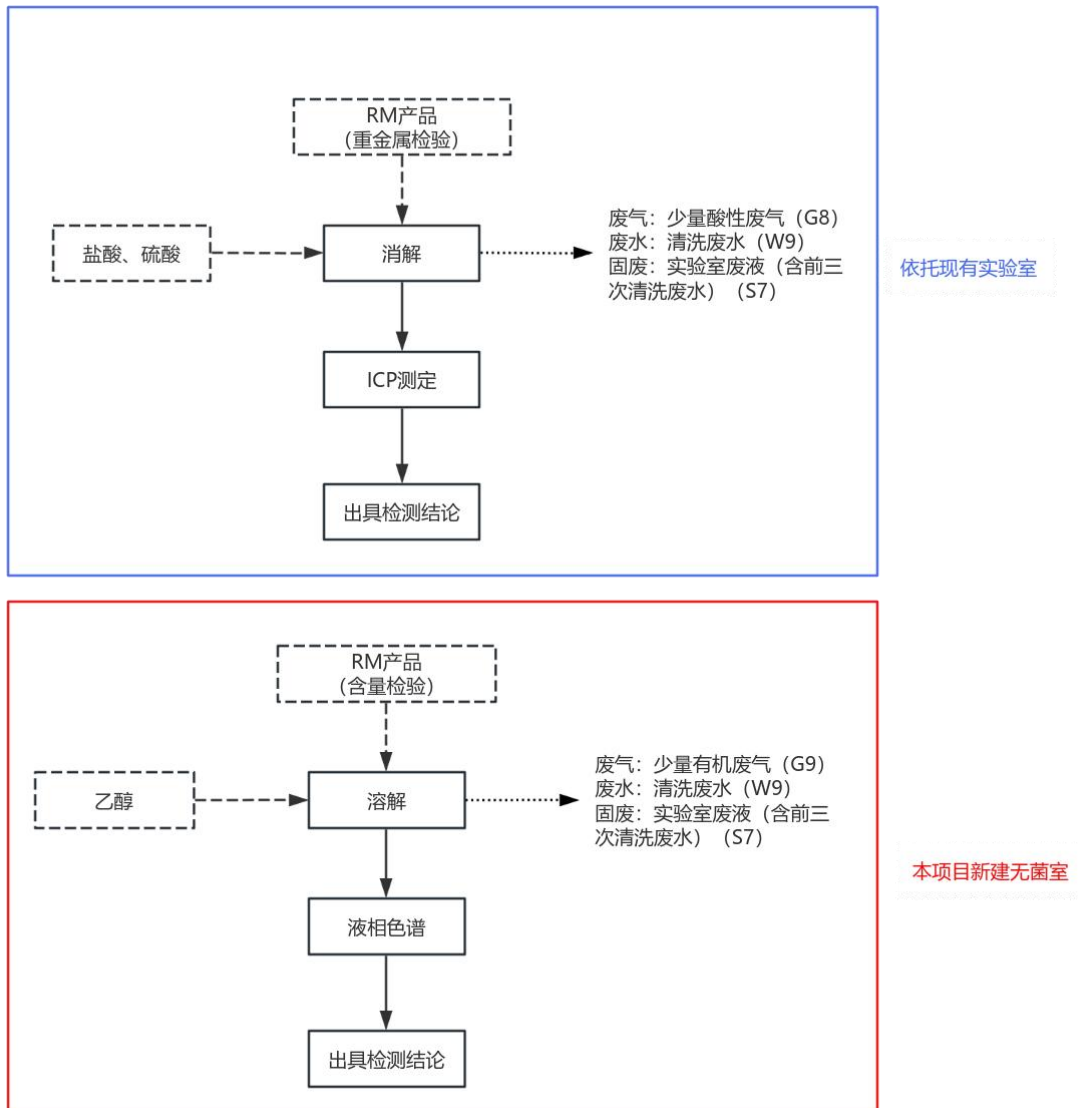 RM产品
（重金属检验）
盐酸、硫酸
消解
废气：少量酸性废气（G8）
废水：清洗废水（W9）
固废：实验室废液（含前三
次清洗废水）（S7）
依托现有实验室
ICP测定
出具检测结论
RM产品
（含量检验）
乙醇
溶解
废气：少量有机废气（G9）
废水：清洗废水（W9）
固废：实验室废液（含前三
次清洗废水）（S7）
本项目新建无菌室
液相色谱
出具检测结论